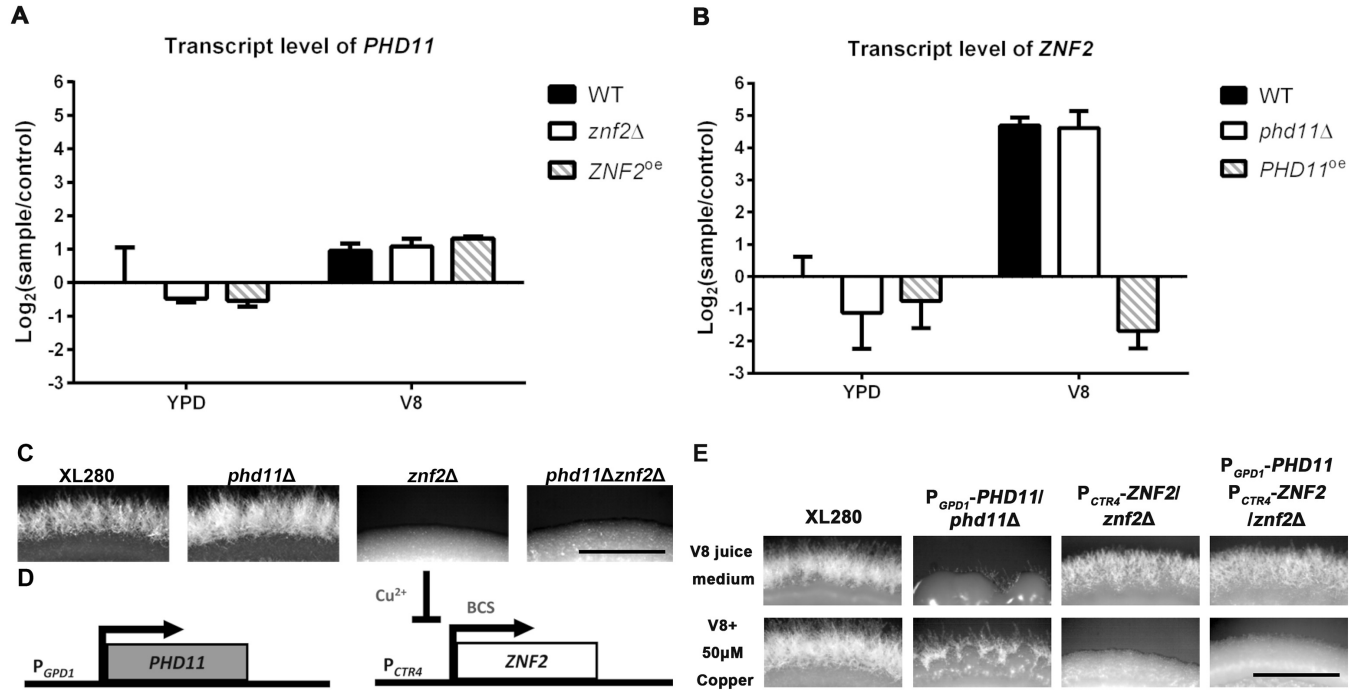 A
Transcript level of PHD11
Log2(sample/control)
6
5
4
3
2
1
0
-1
-2
-3
YPD
V8
WT
znf2Δ
ZNF2oe
B
Transcript level of ZNF2
Log2(sample/control)
6
5
4
3
2
1
0
-1
-2
-3
YPD
V8
WT
phd11Δ
PHD11oe
C
XL280
phd11Δ
znf2Δ
phd11Δznf2Δ
D
PGPD1
PHD11
Cu2+
BCS
PCTR4
ZNF2
E
XL280
PGPD1-PHD11/
phd11Δ
PCTR4-ZNF2/
znf2Δ
PGPD1-PHD11
PCTR4-ZNF2
/znf2Δ
V8 juice
medium
V8+
50μM
Copper